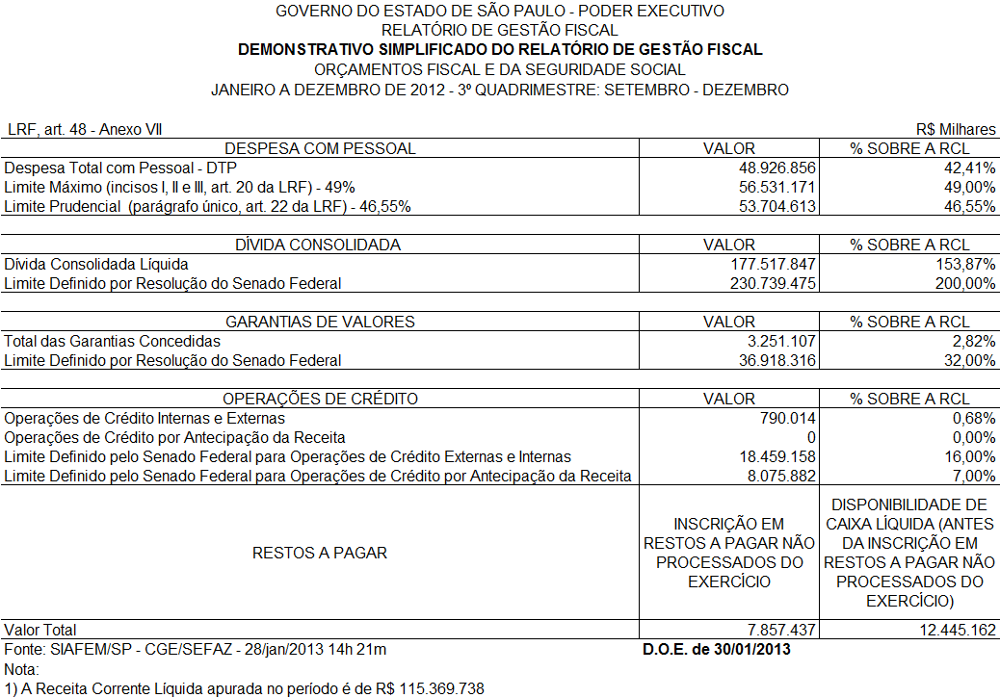 GOVERNO DO ESTADO DE SÃO PAULO - PODER EXECUTIVO
RELATÓRIO DE GESTÃO FISCAL
DEMONSTRATIVO SIMPLIFICADO DO RELATÓRIO DE GESTÃO FISCAL
ORÇAMENTOS FISCAL E DA SEGURIDADE SOCIAL
JANEIRO A DEZEMBRO DE 2012 - 3º QUADRIMESTRE: SETEMBRO - DEZEMBRO
LRF, art. 48 - Anexo VII R$ Milhares
DESPESA COM PESSOAL VALOR % SOBRE A RCL
Despesa Total com Pessoal - DTP 48.926.856 42,41%
Limite Máximo (incisos I, II e III, art. 20 da LRF) - 49% 56.531.171 49,00%
Limite Prudencial (parágrafo único, art. 22 da LRF) - 46,55% 53.704.613 46,55%
DÍVIDA CONSOLIDADA VALOR % SOBRE A RCL
Dívida Consolidada Líquida 177.517.847 153,87%
Limite Definido por Resolução do Senado Federal 230.739.475 200,00%
GARANTIAS DE VALORES VALOR % SOBRE A RCL
Total das Garantias Concedidas 3.251.107 2,82%
Limite Definido por Resolução do Senado Federal 36.918.316 32,00%
OPERAÇÕES DE CRÉDITO VALOR % SOBRE A RCL
Operações de Crédito Internas e Externas 790.014 0,68%
Operações de Crédito por Antecipação da Receita 0 0,00%
Limite Definido pelo Senado Federal para Operações de Crédito Externas e Internas 18.459.158 16,00%
Limite Definido pelo Senado Federal para Operações de Crédito por Antecipação da Receita 8.075.882 7,00%
RESTOS A PAGAR
INSCRIÇÃO EM
RESTOS A PAGAR NÃO
PROCESSADOS DO
EXERCÍCIO
DISPONIBILIDADE DE
CAIXA LÍQUIDA (ANTES
DA INSCRIÇÃO EM
RESTOS A PAGAR NÃO
PROCESSADOS DO
EXERCÍCIO)
Valor Total 7.857.437 12.445.162
Fonte: SIAFEM/SP - CGE/SEFAZ - 28/jan/2013 14h 21m D.O.E. de 30/01/2013
Nota:
1) A Receita Corrente Líquida apurada no período é de R$ 115.369.738